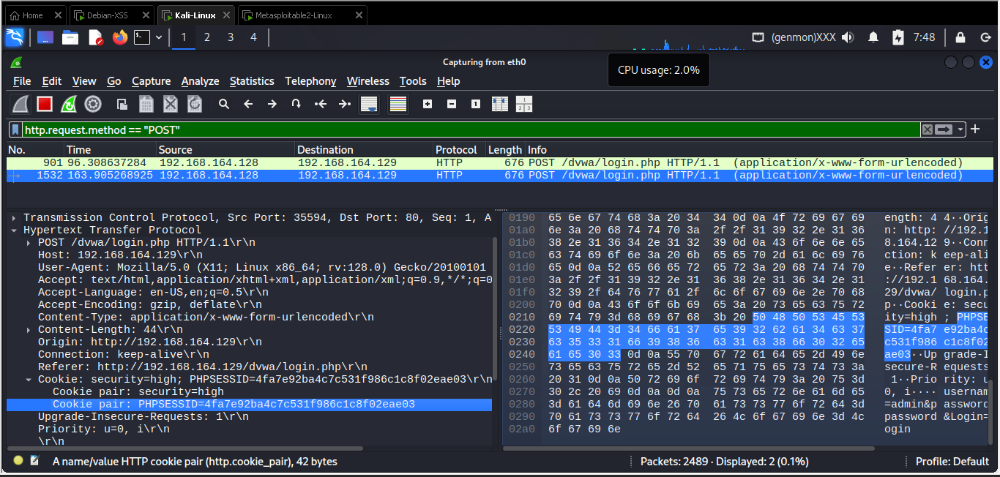 Home Debian-XSS Kali-Linux Metasploitable2-Linux
1 2 3 4 (genmon)XXX 7:48
Capturing from eth0
CPU usage: 2.0%
File Edit View Go Capture Analyze Statistics Telephony Wireless Tools Help
http.request.method == "POST"
No. Time Source Destination Protocol Length Info
901 96.308637284 192.168.164.128 192.168.164.129 HTTP 676 POST /dvwa/login.php HTTP/1.1 (application/x-www-form-urlencoded)
1532 163.905268925 192.168.164.128 192.168.164.129 HTTP 676 POST /dvwa/login.php HTTP/1.1 (application/x-www-form-urlencoded)
Transmission Control Protocol, Src Port: 35594, Dst Port: 80, Seq: 1, A
Hypertext Transfer Protocol
POST /dvwa/login.php HTTP/1.1\r\n
Host: 192.168.164.129\r\n
User-Agent: Mozilla/5.0 (X11; Linux x86_64; rv:128.0) Gecko/20100101
Accept: text/html,application/xhtml+xml,application/xml;q=0.9,*/*;q=0
Accept-Language: en-US,en;q=0.5\r\n
Accept-Encoding: gzip, deflate\r\n
Content-Type: application/x-www-form-urlencoded\r\n
Content-Length: 44\r\n
Origin: http://192.168.164.129\r\n
Connection: keep-alive\r\n
Referer: http://192.168.164.129/dvwa/login.php\r\n
Cookie: security=high; PHPSESSID=4fa7e92ba4c7c531f986c1c8f02eae03\r\n
Cookie pair: security=high
Cookie pair: PHPSESSID=4fa7e92ba4c7c531f986c1c8f02eae03
Upgrade-Insecure-Requests: 1\r\n
Priority: u=0, i\r\n
\r\n
0190 65 6e 67 74 68 3a 20 34 34 0d 0a 4f 72 69 67 69 ength: 4 4··Orig
01a0 6e 3a 20 68 74 74 70 3a 2f 2f 31 39 32 2e 31 36 n: http: //192.1
01b0 38 2e 31 36 34 2e 31 32 39 0d 0a 43 6f 6e 6e 65 8.164.12 9··Conn
01c0 63 74 69 6f 6e 3a 20 6b 65 65 70 2d 61 6c 69 76 ction: k eep-ali
01d0 65 0d 0a 52 65 66 65 72 65 72 3a 20 68 74 74 70 e··Refer er: htt
01e0 3a 2f 2f 31 39 32 2e 31 36 38 2e 31 36 34 2e 31 ://192.1 68.164.
01f0 32 39 2f 64 76 77 61 2f 6c 6f 67 69 6e 2e 70 68 29/dvwa/ login.p
0200 70 0d 0a 43 6f 6f 6b 69 65 3a 20 73 65 63 75 72 p··Cooki e: secu
0210 69 74 79 3d 68 69 67 68 3b 20 50 48 50 53 45 53 ity=high ; PHPSE
0220 53 49 44 3d 34 66 61 37 65 39 32 62 61 34 63 37 SID=4fa7 e92ba4c
0230 63 35 33 31 66 39 38 36 63 31 63 38 66 30 32 65 c531f986 c1c8f02
0240 61 65 30 33 0d 0a 55 70 67 72 61 64 65 2d 49 6e ae03··Up grade-I
0250 73 65 63 75 72 65 2d 52 65 71 75 65 73 74 73 3a secure-R equests
0260 20 31 0d 0a 50 72 69 6f 72 69 74 79 3a 20 75 3d 1··Prio rity: u
0270 30 2c 20 69 0d 0a 0d 0a 75 73 65 72 6e 61 6d 65 0, i···· usernam
0280 3d 61 64 6d 69 6e 26 70 61 73 73 77 6f 72 64 3d =admin&p assword
0290 70 61 73 73 77 6f 72 64 26 4c 6f 67 69 6e 3d 4c password &Login=
02a0 6f 67 69 6e ogin
A name/value HTTP cookie pair (http.cookie_pair), 42 bytes
Packets: 2489 · Displayed: 2 (0.1%)
Profile: Default